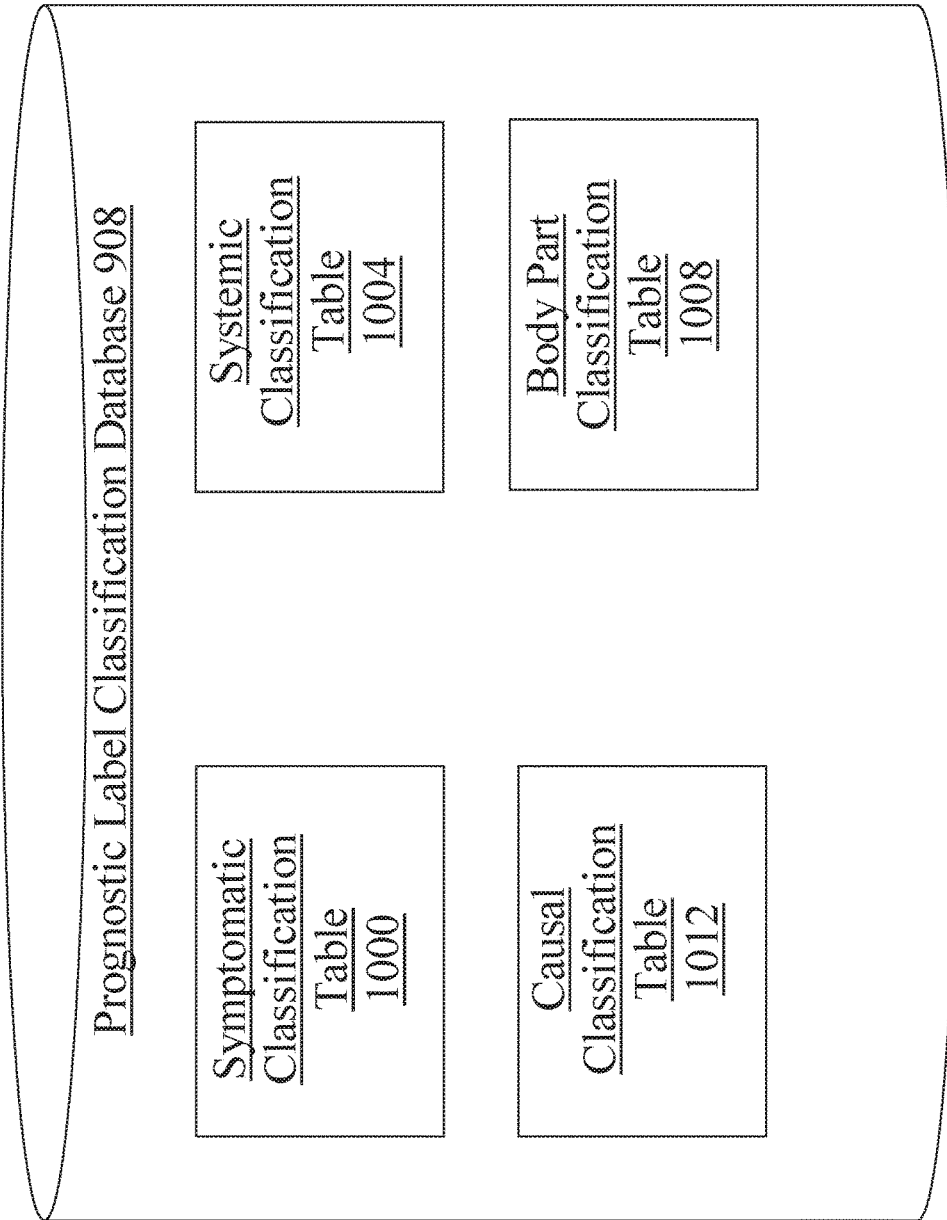 Prognostic Label Classification Database 908
Symptomatic
Classification
Table
1000
Systemic
Classification
Table
1004
Causal
Classification
Table
1012
Body Part
Classification
Table
1008